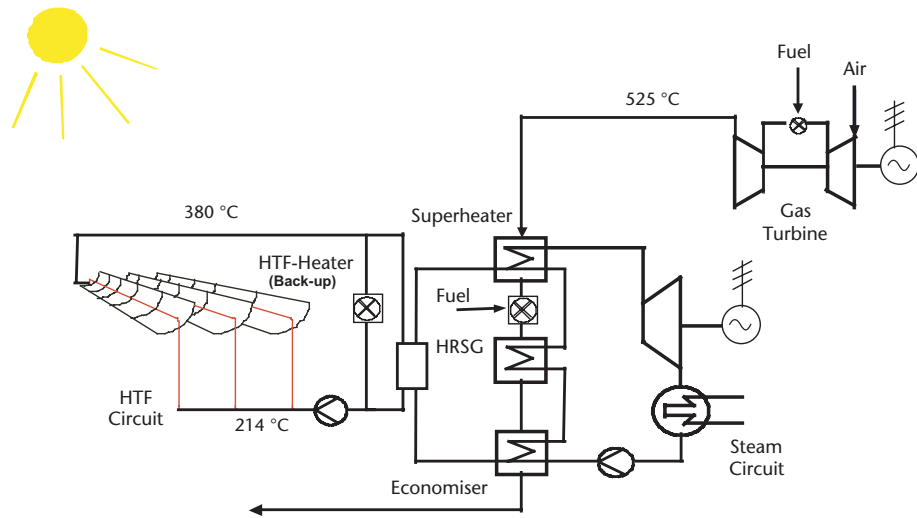 Fuel
Air
525 °C
Gas
Turbine
380 °C
Superheater
HTF-Heater
(Back-up)
Fuel
HRSG
HTF
Circuit
214 °C
Steam
Circuit
Economiser